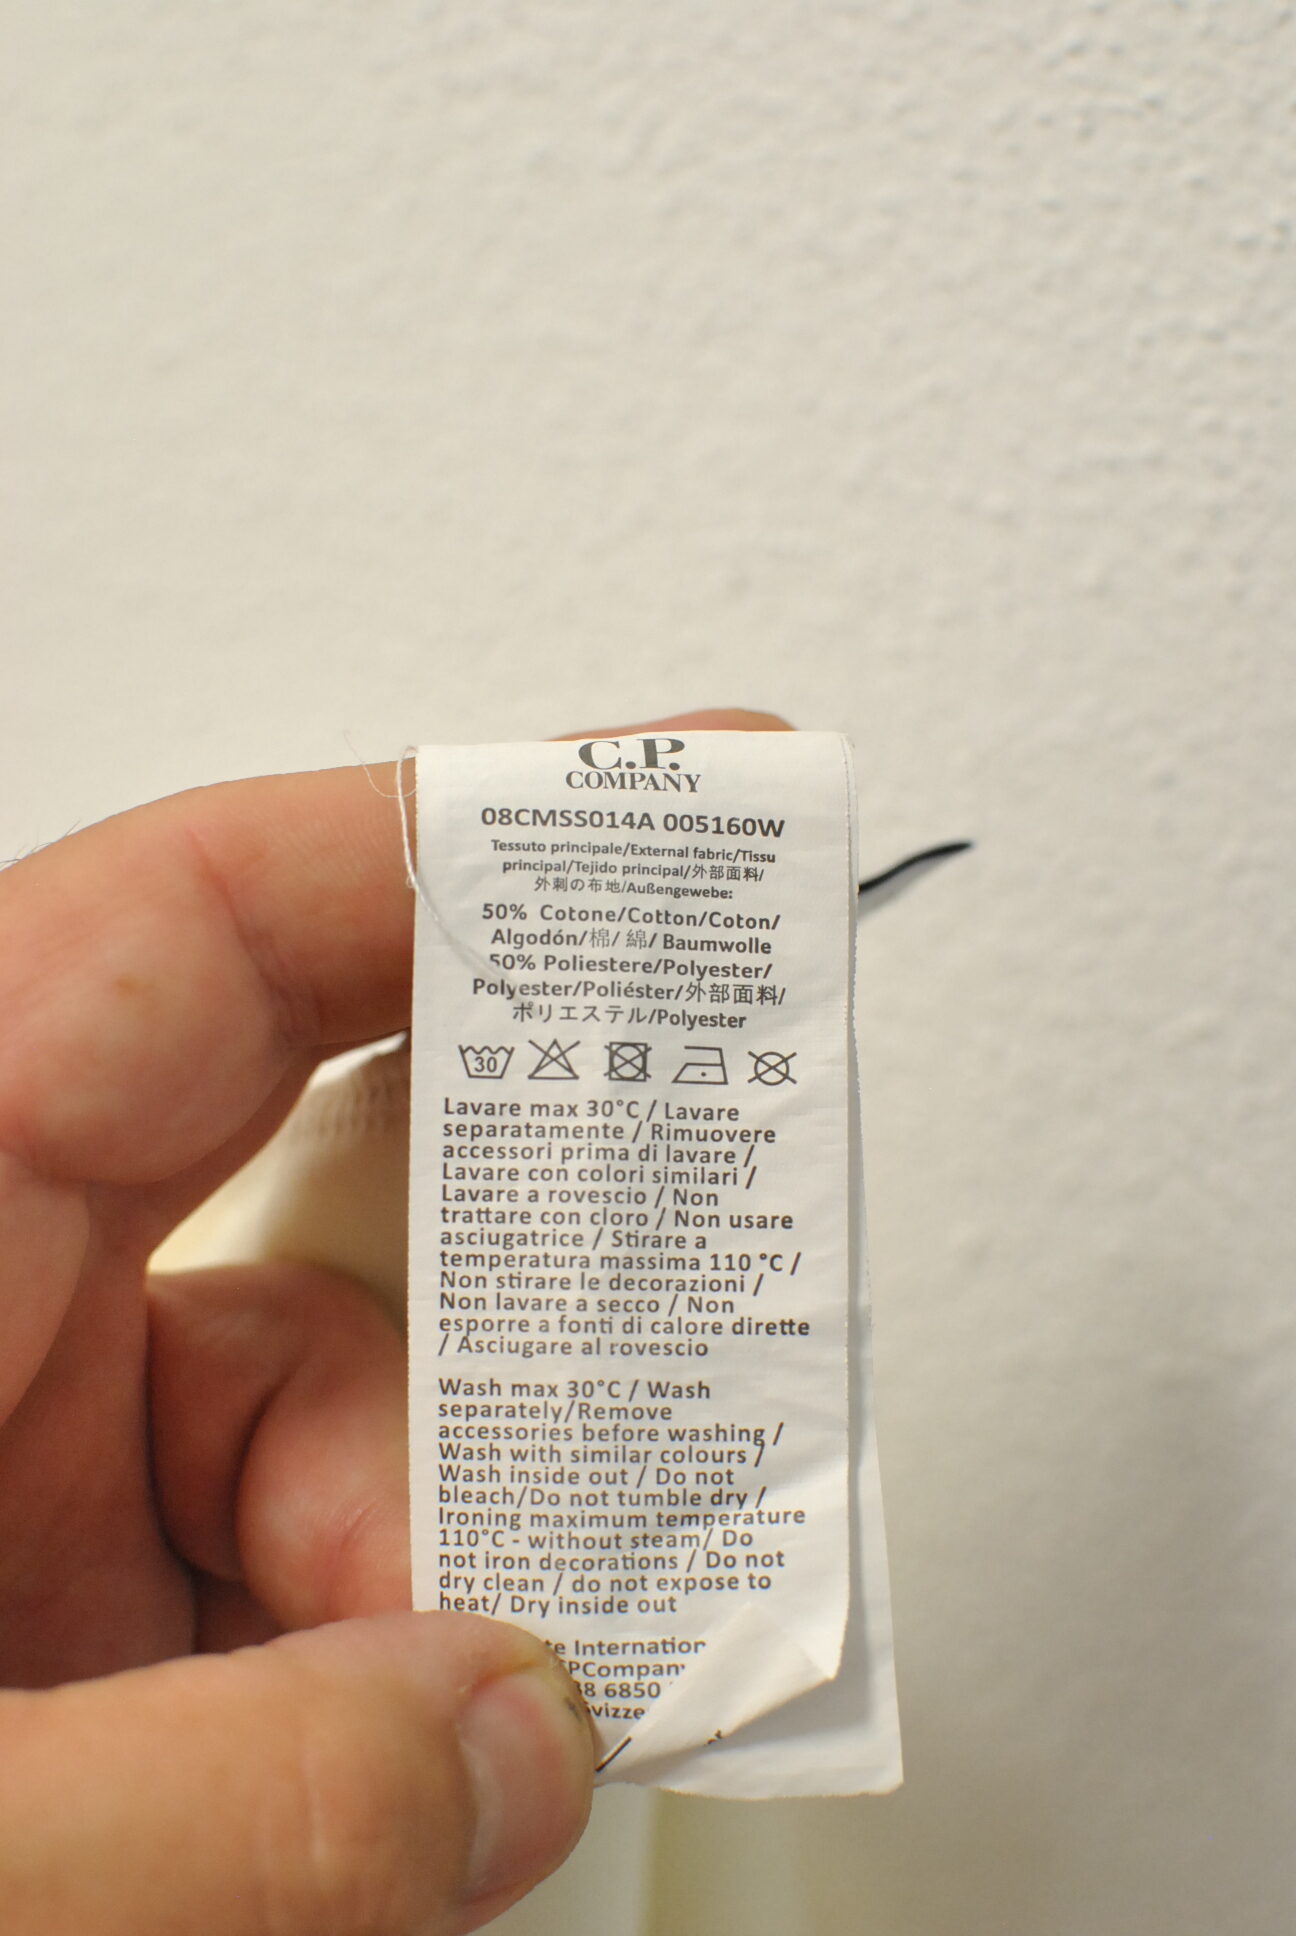 C.P.
COMPANY
08CMSS014A 005160W
Tessuto principale/External fabric/Tissu
principal/Tejido principal/外部面料/
外刺の布地/Außengewebe:
50% Cotone/Cotton/Coton/
Algodón/棉/ 綿/ Baumwolle
50% Poliestere/Polyester/
Polyester/Poliéster/外部面料/
ポリエステル/Polyester
30
Lavare max 30°C / Lavare
separatamente / Rimuovere
accessori prima di lavare /
Lavare con colori similari /
Lavare a rovescio / Non
trattare con cloro / Non usare
asciugatrice / Stirare a
temperatura massima 110 °C /
Non stirare le decorazioni /
Non lavare a secco / Non
esporre a fonti di calore dirette
/ Asciugare al rovescio
Wash max 30°C / Wash
separately/Remove
accessories before washing /
Wash with similar colours /
Wash inside out / Do not
bleach/Do not tumble dry /
Ironing maximum temperature
110°C - without steam/ Do
not iron decorations / Do not
dry clean / do not expose to
heat/ Dry inside out
6850